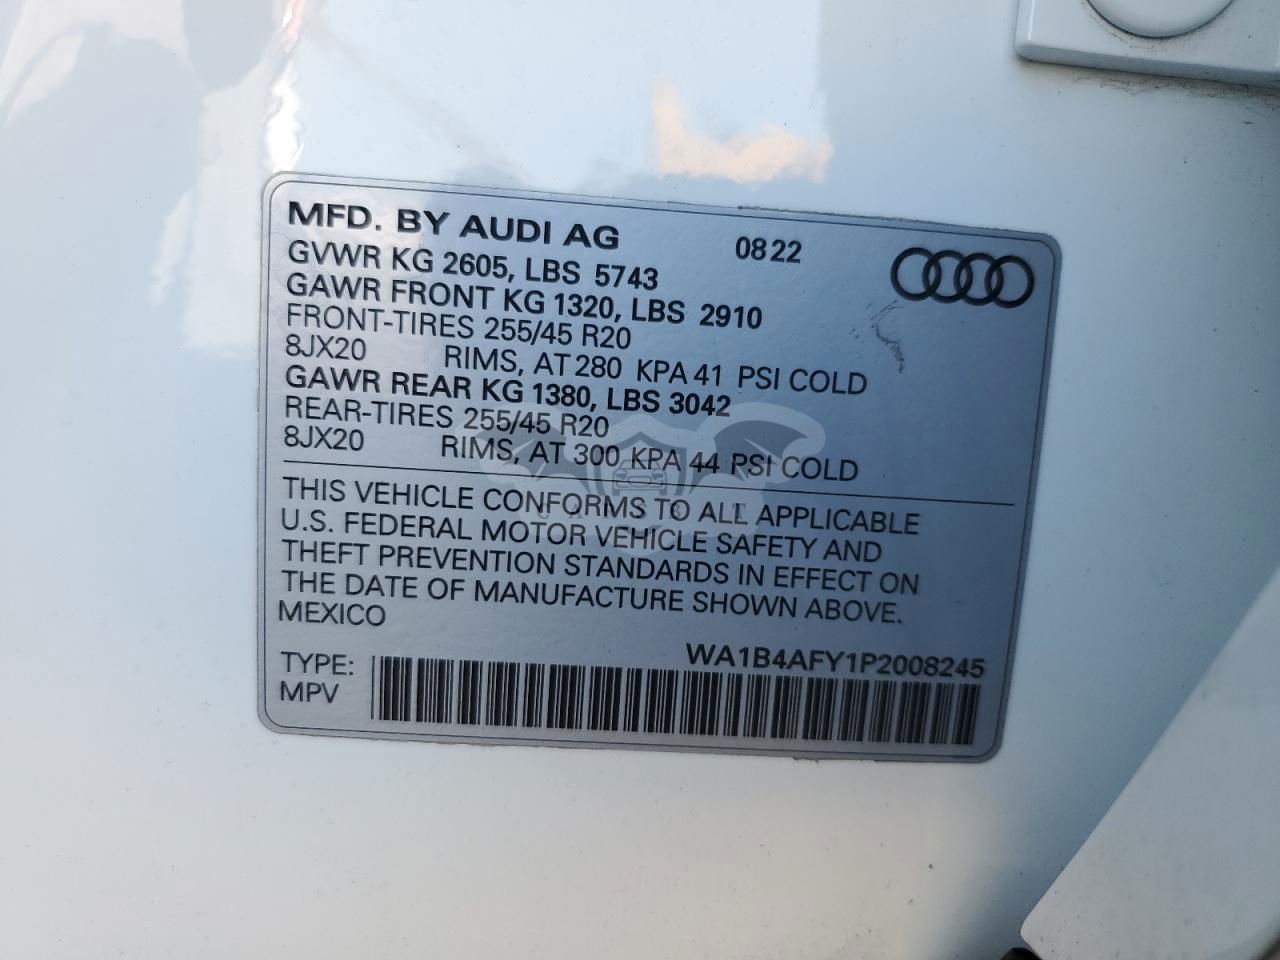 MFD. BY AUDI AG 0822
GVWR KG 2605, LBS 5743
GAWR FRONT KG 1320, LBS 2910
FRONT-TIRES 255/45 R20
8JX20 RIMS, AT 280 KPA 41 PSI COLD
GAWR REAR KG 1380, LBS 3042
REAR-TIRES 255/45 R20
8JX20 RIMS, AT 300 KPA 44 PSI COLD
THIS VEHICLE CONFORMS TO ALL APPLICABLE
U.S. FEDERAL MOTOR VEHICLE SAFETY AND
THEFT PREVENTION STANDARDS IN EFFECT ON
THE DATE OF MANUFACTURE SHOWN ABOVE.
MEXICO
WA1B4AFY1P2008245
TYPE:
MPV